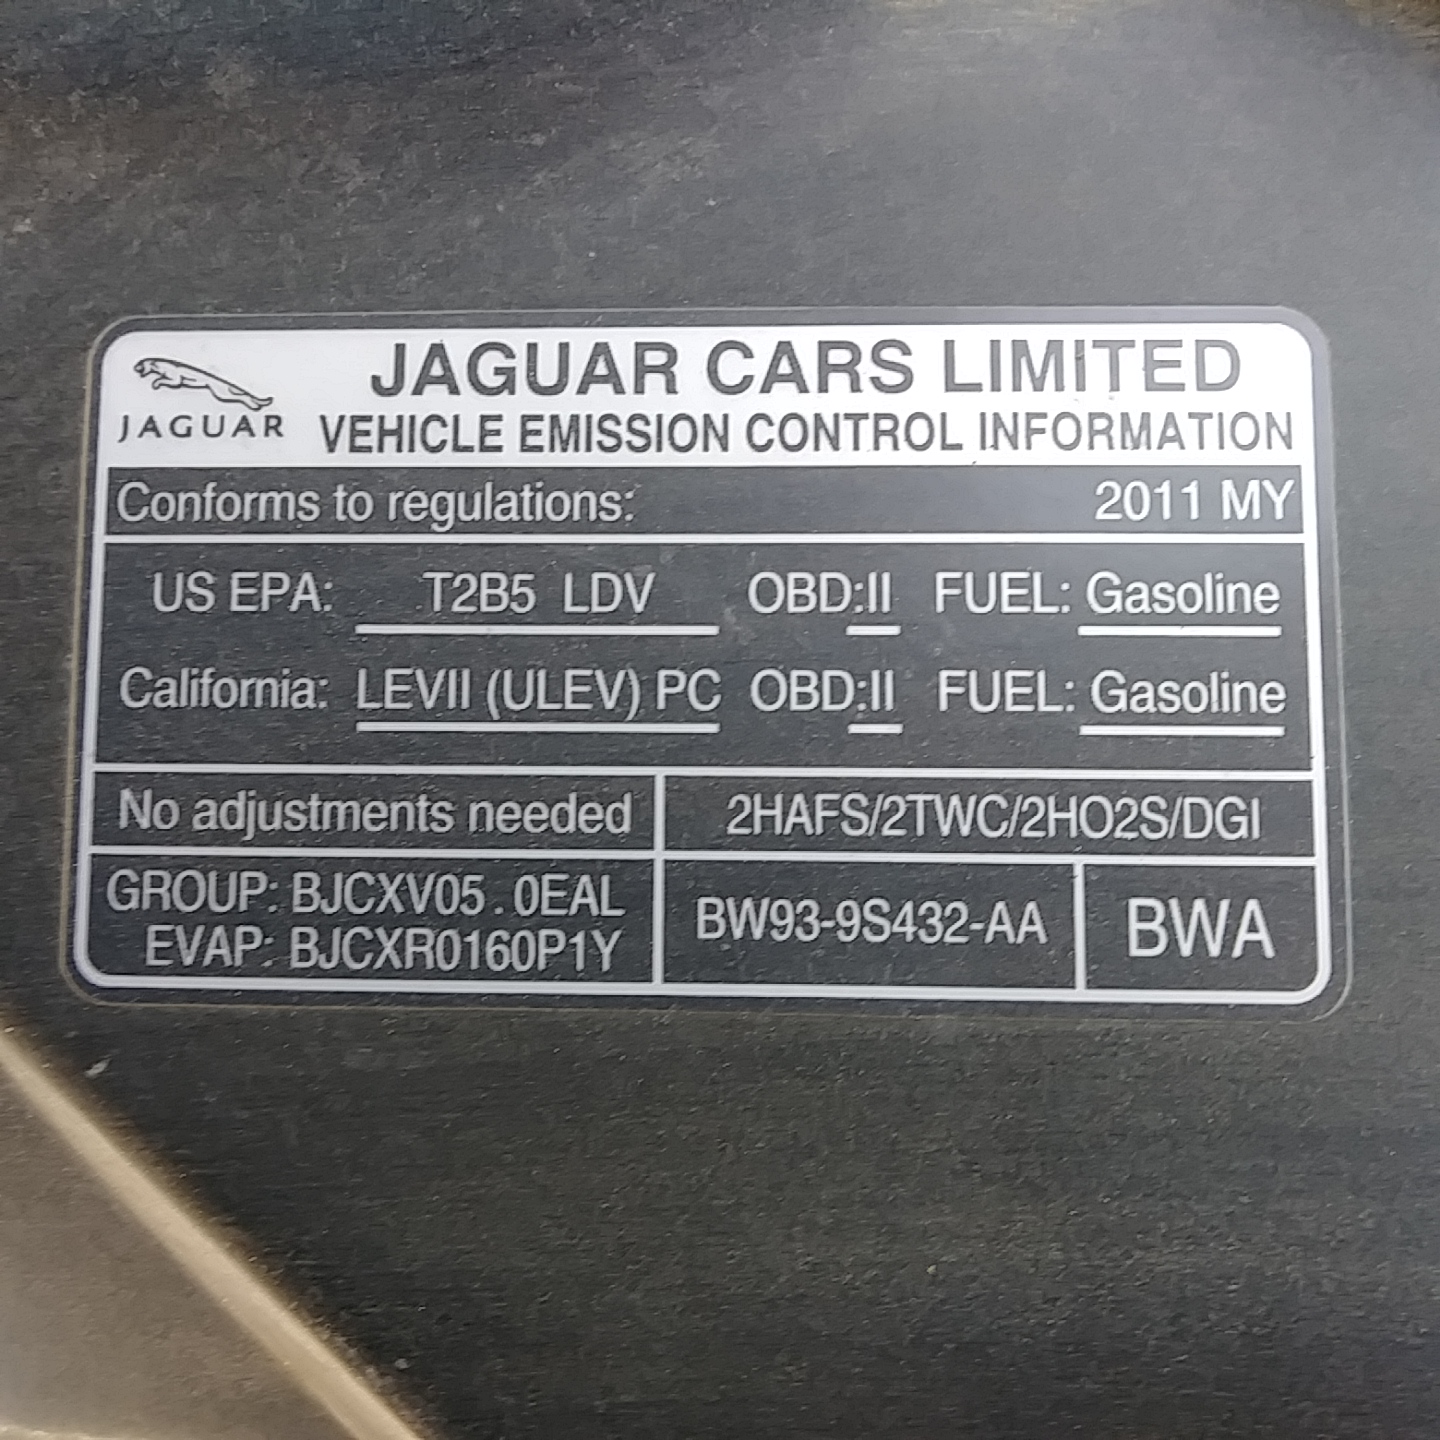 JAGUAR
JAGUAR CARS LIMITED
VEHICLE EMISSION CONTROL INFORMATION
Conforms to regulations: 2011 MY
US EPA: T2B5 LDV OBD:II FUEL: Gasoline
California: LEVII (ULEV) PC OBD:II FUEL: Gasoline
No adjustments needed 2HAFS/2TWC/2HO2S/DGI
GROUP: BJCXV05.0EAL
EVAP: BJCXR0160P1Y
BW93-9S432-AA BWA